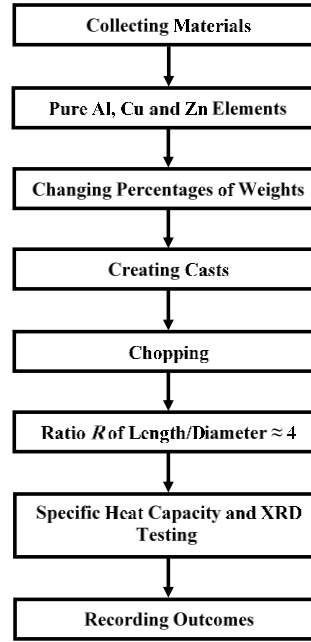 Collecting Materials
Pure Al, Cu and Zn Elements
Changing Percentages of Weights
Creating Casts
Chopping
Ratio R of Length/Diameter ≈ 4
Specific Heat Capacity and XRD
Testing
Recording Outcomes